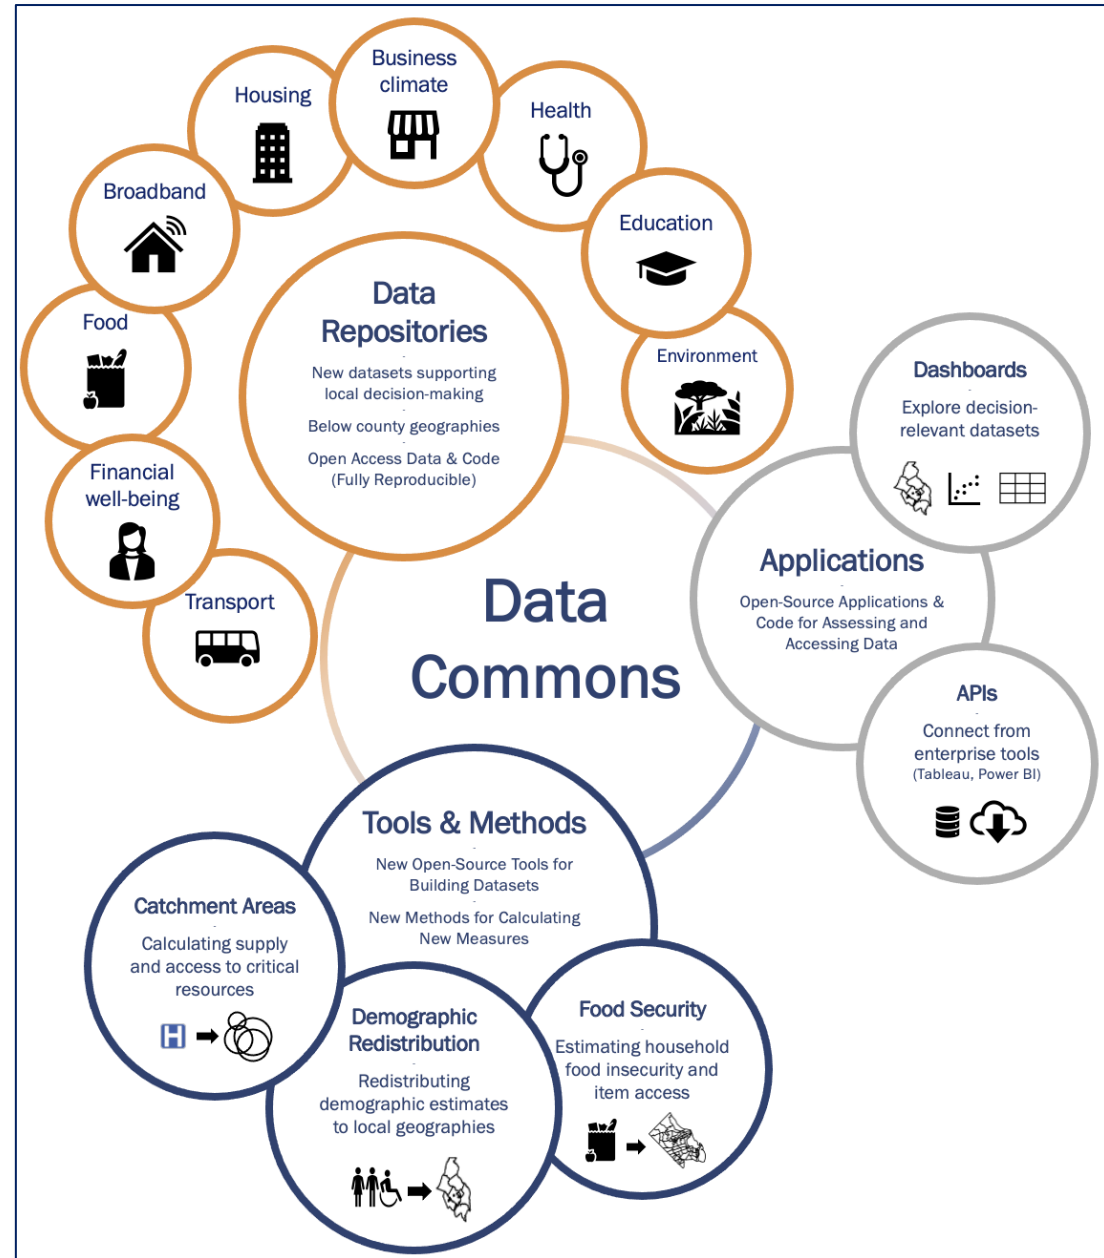 Business
climate
Housing
Health
Broadband
Education
Food
Environment
Financial
well-being
Transport
Data
Repositories
New datasets supporting
local decision-making
Below county geographies
Open Access Data & Code
(Fully Reproducible)
Data
Commons
Dashboards
Explore decision-
relevant datasets
Applications
Open-Source Applications &
Code for Assessing and
Accessing Data
APIs
Connect from
enterprise tools
(Tableau, Power BI)
Tools & Methods
New Open-Source Tools for
Building Datasets
New Methods for Calculating
New Measures
Catchment Areas
Calculating supply
and access to critical
resources
H
Demographic
Redistribution
Redistributing
demographic estimates
to local geographies
Food Security
Estimating household
food insecurity and
item access